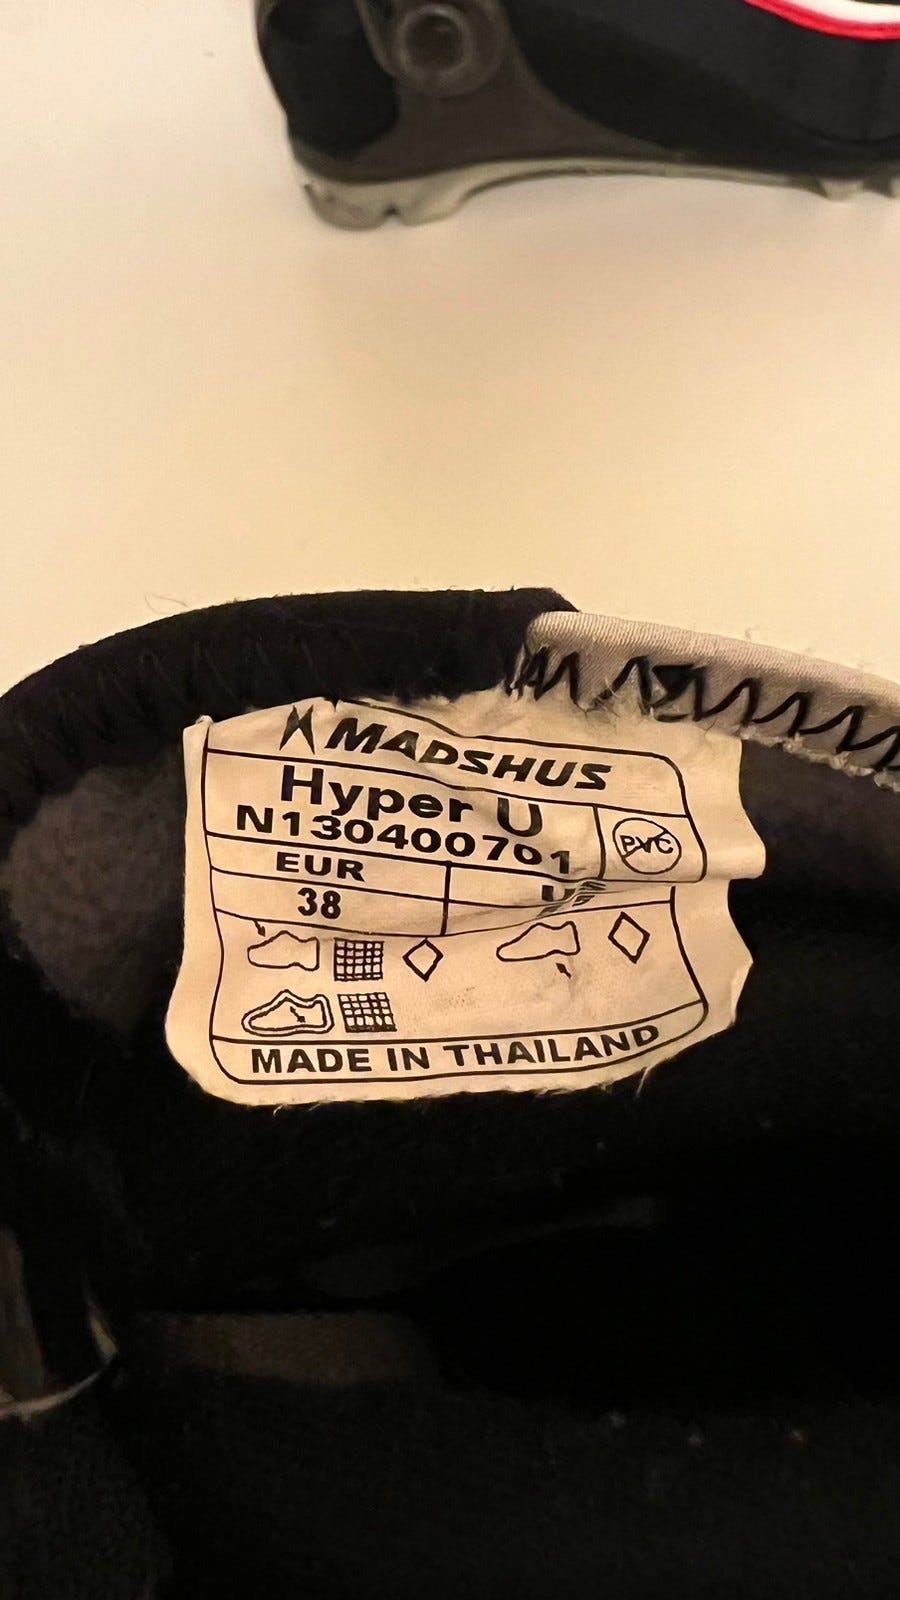 MADSHUS
Hyper U
N130400701
PVC
EUR
38
MADE IN THAILAND